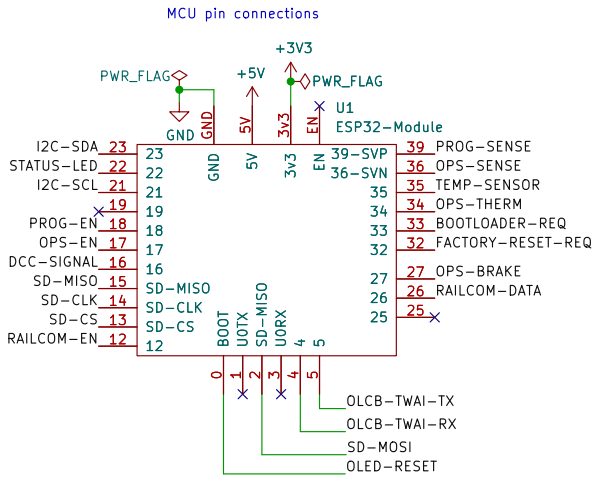 MCU pin connections
+3V3
PWR_FLAG
+5V
PWR_FLAG
GND
GND
5V
3v3
EN
U1
ESP32-Module
GND
5V
3v3
EN
I2C-SDA 23 23
STATUS-LED 22 22
I2C-SCL 21 21
19 19
PROG-EN 18 18
OPS-EN 17 17
DCC-SIGNAL 16 16
SD-MISO 15 SD-MISO
SD-CLK 14 SD-CLK
SD-CS 13 SD-CS
RAILCOM-EN 12 12
39-SVP 39 PROG-SENSE
36-SVN 36 OPS-SENSE
35 35 TEMP-SENSOR
34 34 OPS-THERM
33 33 BOOTLOADER-REQ
32 32 FACTORY-RESET-REQ
27 27 OPS-BRAKE
26 26 RAILCOM-DATA
25 25
BOOT
U0TX
SD-MISO
U0RX
4
5
0
1
2
3
4
5
OLCB-TWAI-TX
OLCB-TWAI-RX
SD-MOSI
OLED-RESET